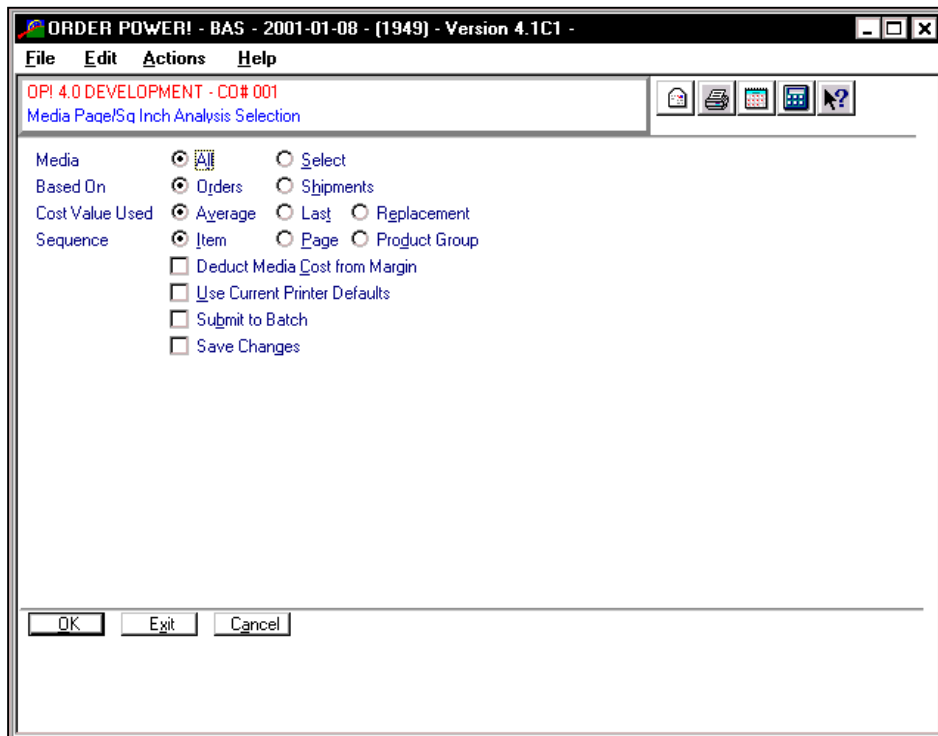 ORDER POWER! - BAS - 2001-01-08 - (1949) - Version 4.1C1 -
File Edit Actions Help
OP! 4.0 DEVELOPMENT - CO# 001
Media Page/Sq Inch Analysis Selection
Media All Select
Based On Orders Shipments
Cost Value Used Average Last Replacement
Sequence Item Page Product Group
Deduct Media Cost from Margin
Use Current Printer Defaults
Submit to Batch
Save Changes
OK Exit Cancel